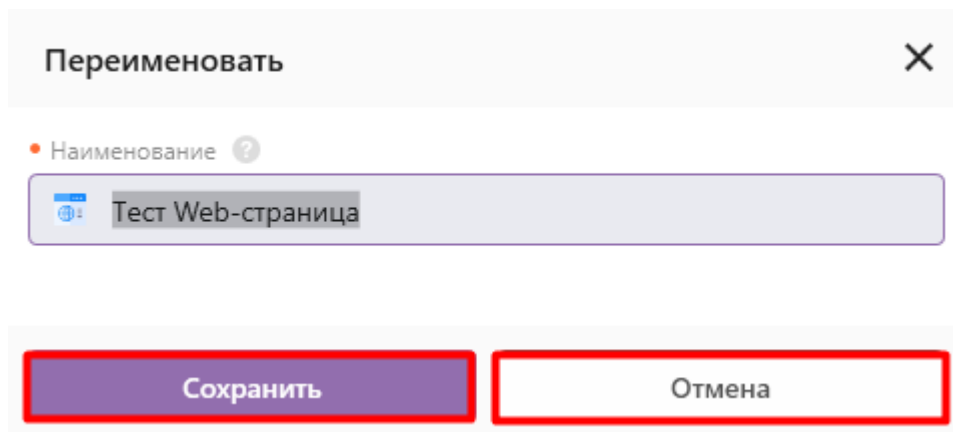 Переименовать
Наименование ?
Тест Web-страница
Сохранить
Отмена